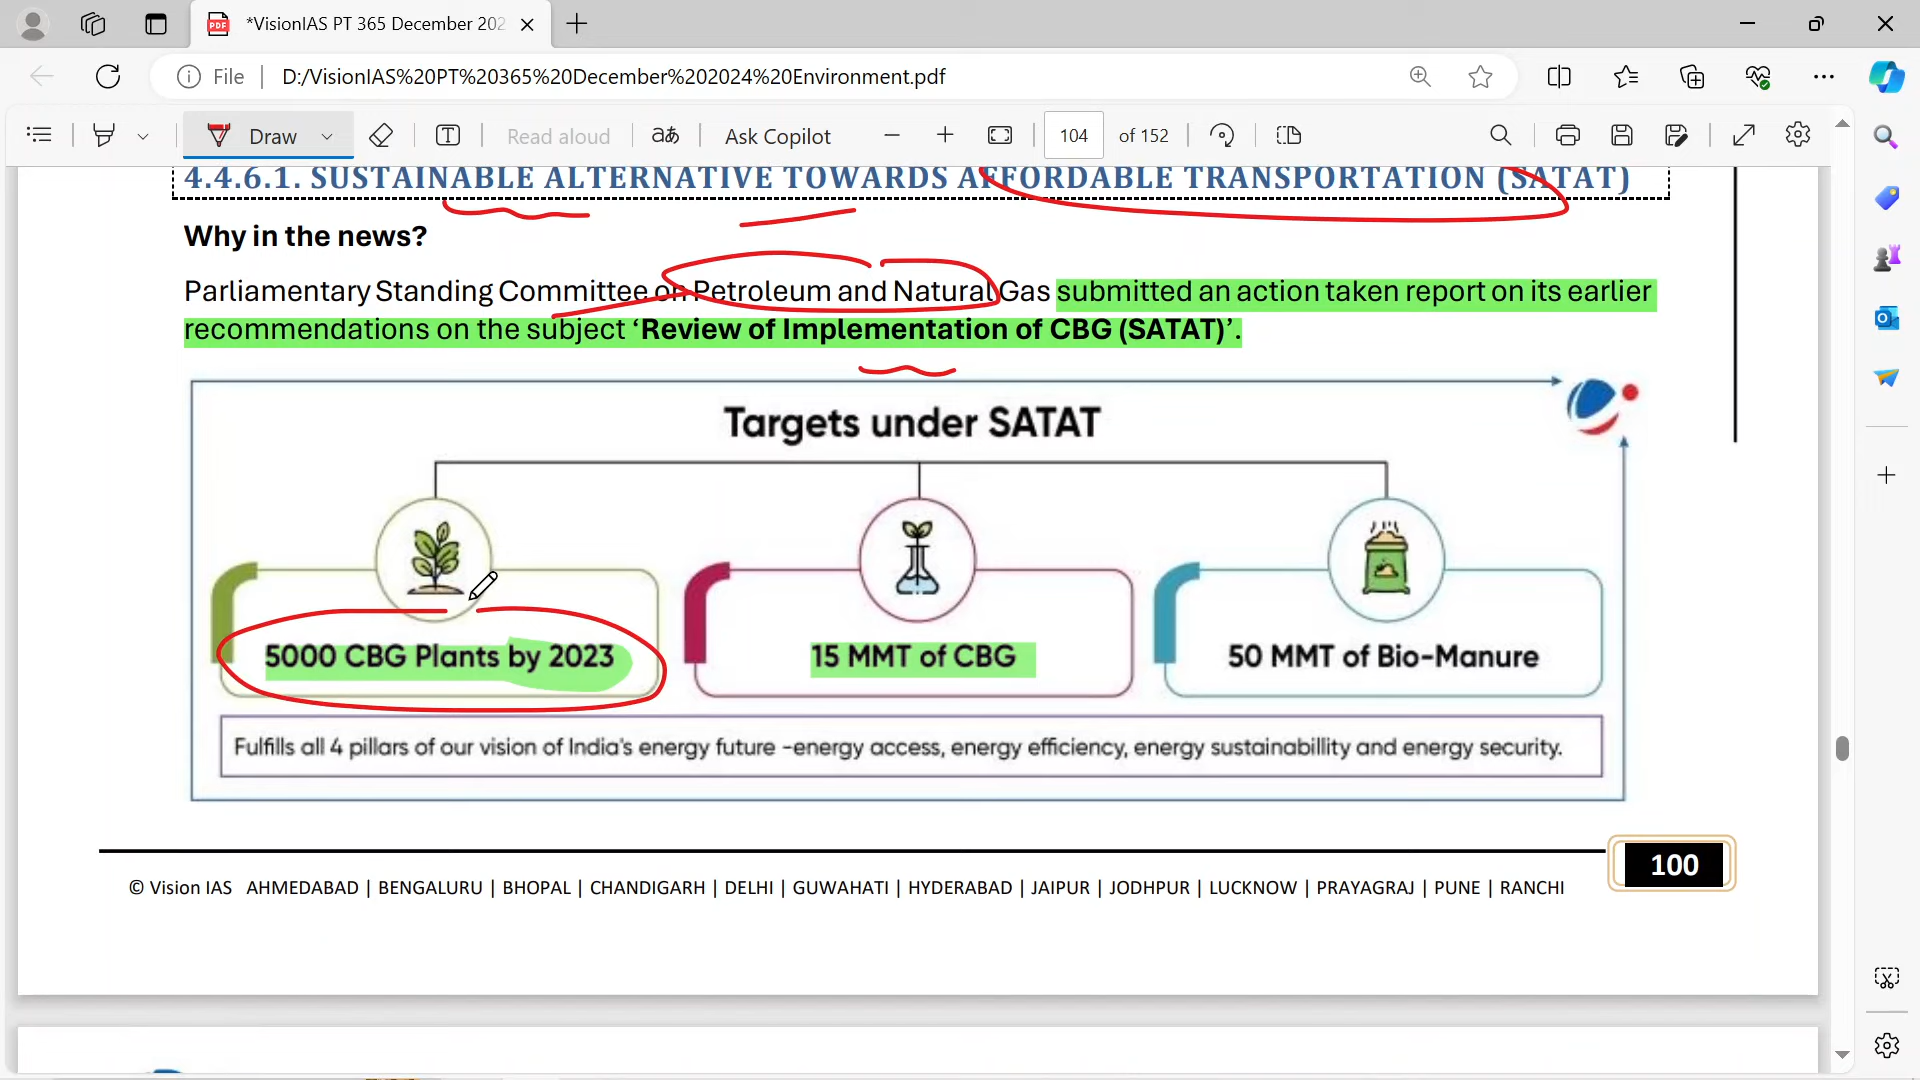 *VisionIAS PT 365 December 202
File
D:/VisionIAS%20PT%20365%20December%202024%20Environment.pdf
Draw
Read aloud
aあ
Ask Copilot
104 of 152
4.4.6.1. SUSTAINABLE ALTERNATIVE TOWARDS AFFORDABLE TRANSPORTATION (SATAT)
Why in the news?
Parliamentary Standing Committee on Petroleum and Natural Gas submitted an action taken report on its earlier
recommendations on the subject ‘Review of Implementation of CBG (SATAT)’.
Targets under SATAT
5000 CBG Plants by 2023
15 MMT of CBG
50 MMT of Bio-Manure
Fulfills all 4 pillars of our vision of India's energy future -energy access, energy efficiency, energy sustainabillity and energy security.
100
© Vision IAS AHMEDABAD | BENGALURU | BHOPAL | CHANDIGARH | DELHI | GUWAHATI | HYDERABAD | JAIPUR | JODHPUR | LUCKNOW | PRAYAGRAJ | PUNE | RANCHI